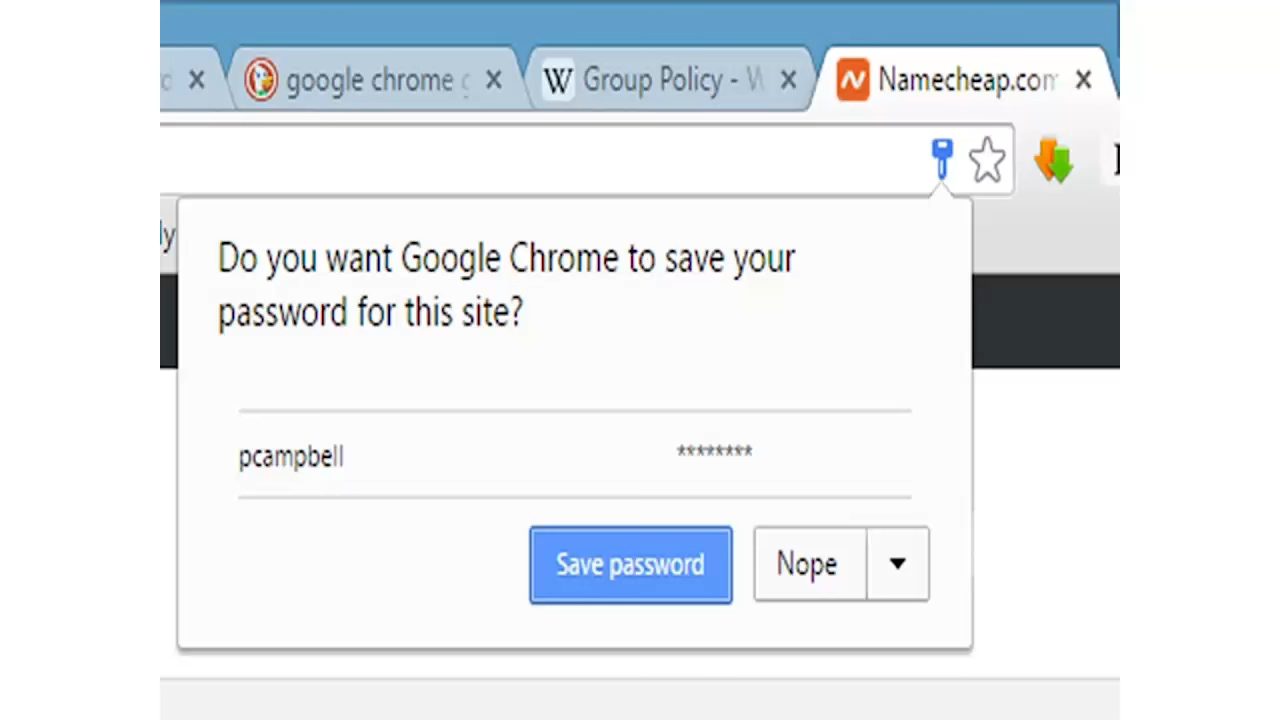 google chrome g
Group Policy - W
Namecheap.com
Do you want Google Chrome to save your
password for this site?
pcampbell ********
Save password Nope